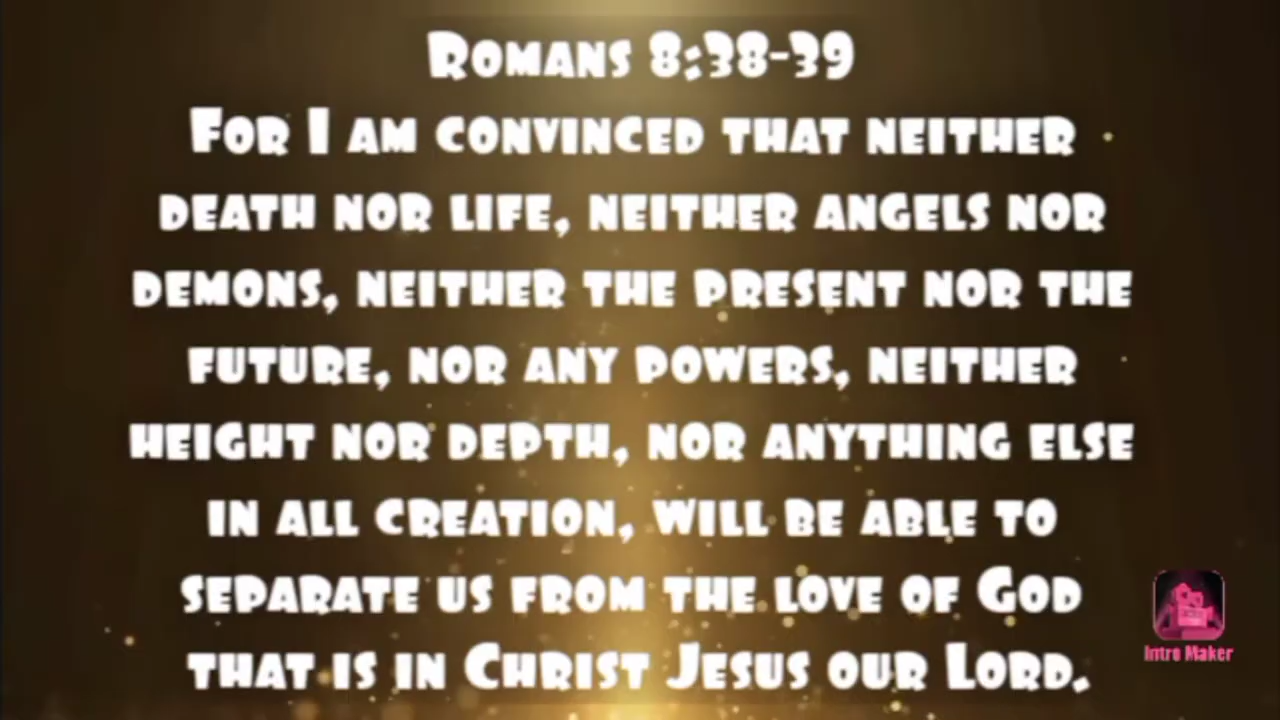 Romans 8:38-39
For I am convinced that neither
death nor life, neither angels nor
demons, neither the present nor the
future, nor any powers, neither
height nor depth, nor anything else
in all creation, will be able to
separate us from the love of God
that is in Christ Jesus our Lord.
Intro Maker